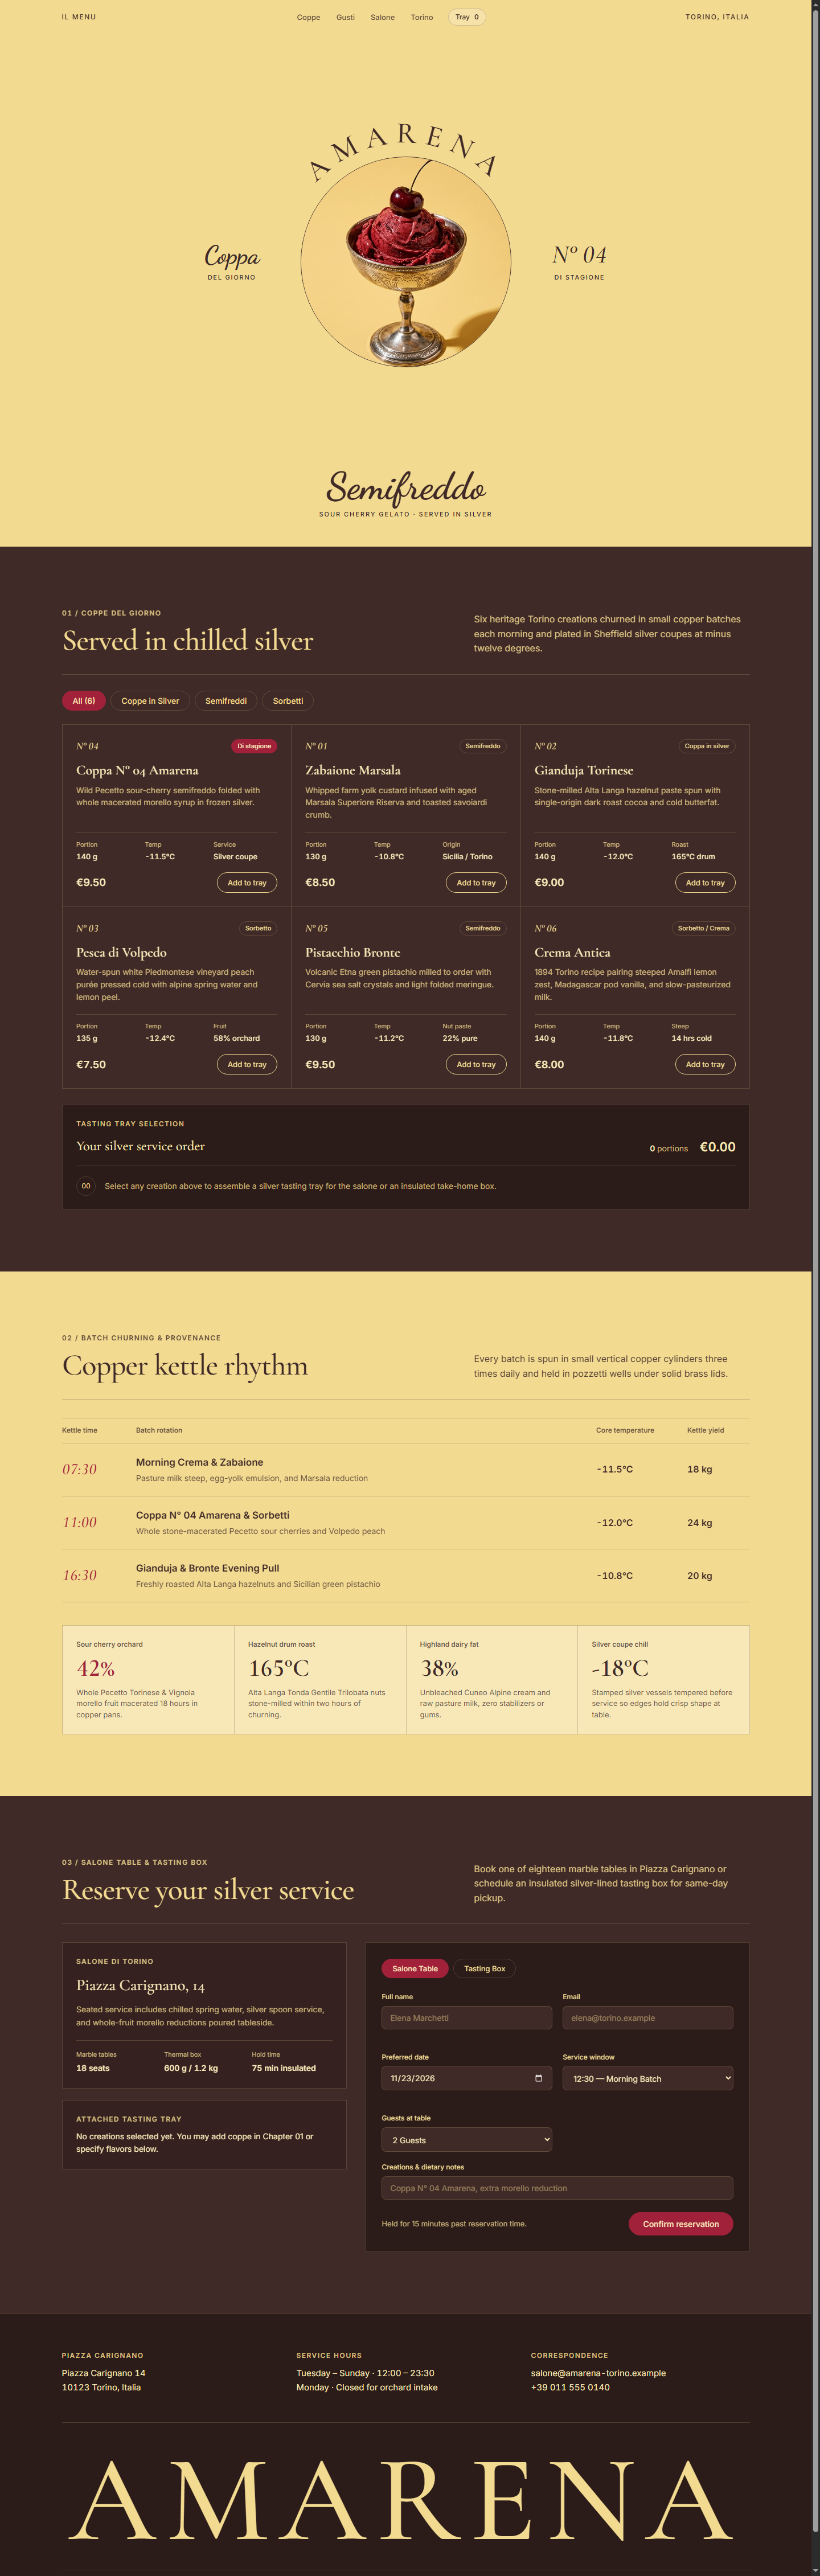 IL MENU
Coppe Gusti Salone Torino Tray 0
TORINO, ITALIA
AMARENA
Coppa
DEL GIORNO
Nº 04
DI STAGIONE
Semifreddo
SOUR CHERRY GELATO · SERVED IN SILVER
01 / COPPE DEL GIORNO
Served in chilled silver
Six heritage Torino creations churned in small copper batches
each morning and plated in Sheffield silver coupes at minus
twelve degrees.
All (6) Coppe in Silver Semifreddi Sorbetti
Nº 04 Di stagione
Coppa Nº 04 Amarena
Wild Pecetto sour-cherry semifreddo folded with
whole macerated morello syrup in frozen silver.
Portion Temp Service
140 g -11.5°C Silver coupe
€9.50 Add to tray
Nº 01 Semifreddo
Zabaione Marsala
Whipped farm yolk custard infused with aged
Marsala Superiore Riserva and toasted savoiardi
crumb.
Portion Temp Origin
130 g -10.8°C Sicilia / Torino
€8.50 Add to tray
Nº 02 Coppa in silver
Gianduja Torinese
Stone-milled Alta Langa hazelnut paste spun with
single-origin dark roast cocoa and cold butterfat.
Portion Temp Roast
140 g -12.0°C 165°C drum
€9.00 Add to tray
Nº 03 Sorbetto
Pesca di Volpedo
Water-spun white Piedmontese vineyard peach
purée pressed cold with alpine spring water and
lemon peel.
Portion Temp Fruit
135 g -12.4°C 58% orchard
€7.50 Add to tray
Nº 05 Semifreddo
Pistacchio Bronte
Volcanic Etna green pistachio milled to order with
Cervia sea salt crystals and light folded meringue.
Portion Temp Nut paste
130 g -11.2°C 22% pure
€9.50 Add to tray
Nº 06 Sorbetto / Crema
Crema Antica
1894 Torino recipe pairing steeped Amalfi lemon
zest, Madagascar pod vanilla, and slow-pasteurized
milk.
Portion Temp Steep
140 g -11.8°C 14 hrs cold
€8.00 Add to tray
TASTING TRAY SELECTION
Your silver service order
0 portions €0.00
00 Select any creation above to assemble a silver tasting tray for the salone or an insulated take-home box.
02 / BATCH CHURNING & PROVENANCE
Copper kettle rhythm
Every batch is spun in small vertical copper cylinders three
times daily and held in pozzetti wells under solid brass lids.
Kettle time Batch rotation Core temperature Kettle yield
07:30 Morning Crema & Zabaione -11.5°C 18 kg
Pasture milk steep, egg-yolk emulsion, and Marsala reduction
11:00 Coppa N° 04 Amarena & Sorbetti -12.0°C 24 kg
Whole stone-macerated Pecetto sour cherries and Volpedo peach
16:30 Gianduja & Bronte Evening Pull -10.8°C 20 kg
Freshly roasted Alta Langa hazelnuts and Sicilian green pistachio
Sour cherry orchard
42%
Whole Pecetto Torinese & Vignola
morello fruit macerated 18 hours in
copper pans.
Hazelnut drum roast
165°C
Alta Langa Tonda Gentile Trilobata nuts
stone-milled within two hours of
churning.
Highland dairy fat
38%
Unbleached Cuneo Alpine cream and
raw pasture milk, zero stabilizers or
gums.
Silver coupe chill
-18°C
Stamped silver vessels tempered before
service so edges hold crisp shape at
table.
03 / SALONE TABLE & TASTING BOX
Reserve your silver service
Book one of eighteen marble tables in Piazza Carignano or
schedule an insulated silver-lined tasting box for same-day
pickup.
SALONE DI TORINO
Piazza Carignano, 14
Seated service includes chilled spring water, silver spoon service,
and whole-fruit morello reductions poured tableside.
Marble tables Thermal box Hold time
18 seats 600 g / 1.2 kg 75 min insulated
ATTACHED TASTING TRAY
No creations selected yet. You may add coppe in Chapter 01 or
specify flavors below.
Salone Table Tasting Box
Full name Email
Elena Marchetti elena@torino.example
Preferred date Service window
11/23/2026 12:30 — Morning Batch
Guests at table
2 Guests
Creations & dietary notes
Coppa N° 04 Amarena, extra morello reduction
Held for 15 minutes past reservation time. Confirm reservation
PIAZZA CARIGNANO
Piazza Carignano 14
10123 Torino, Italia
SERVICE HOURS
Tuesday – Sunday · 12:00 – 23:30
Monday · Closed for orchard intake
CORRESPONDENCE
salone@amarena-torino.example
+39 011 555 0140
AMARENA